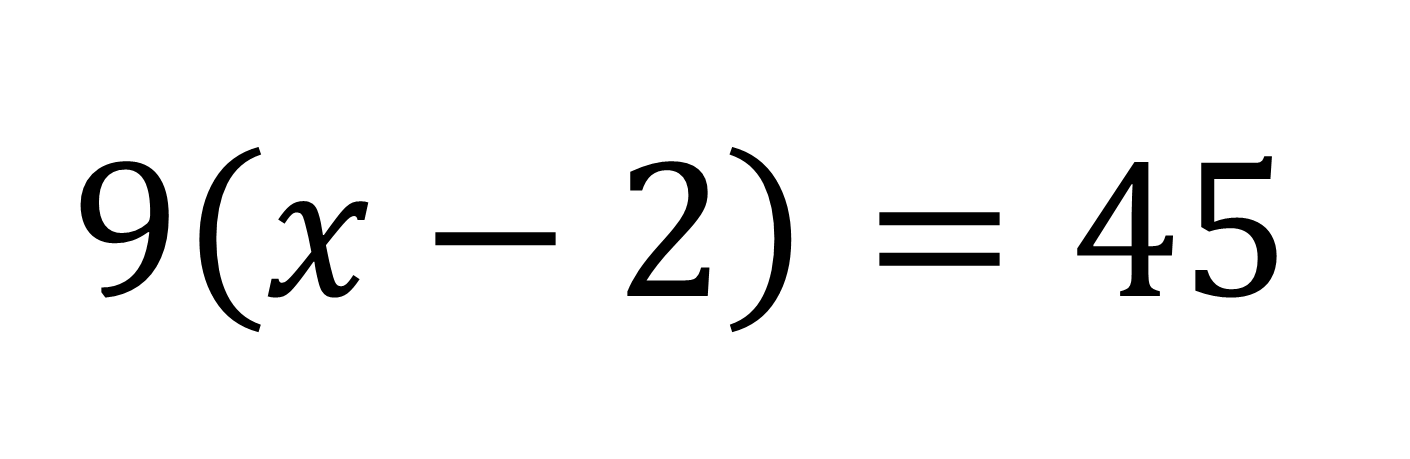 9(x − 2) = 45